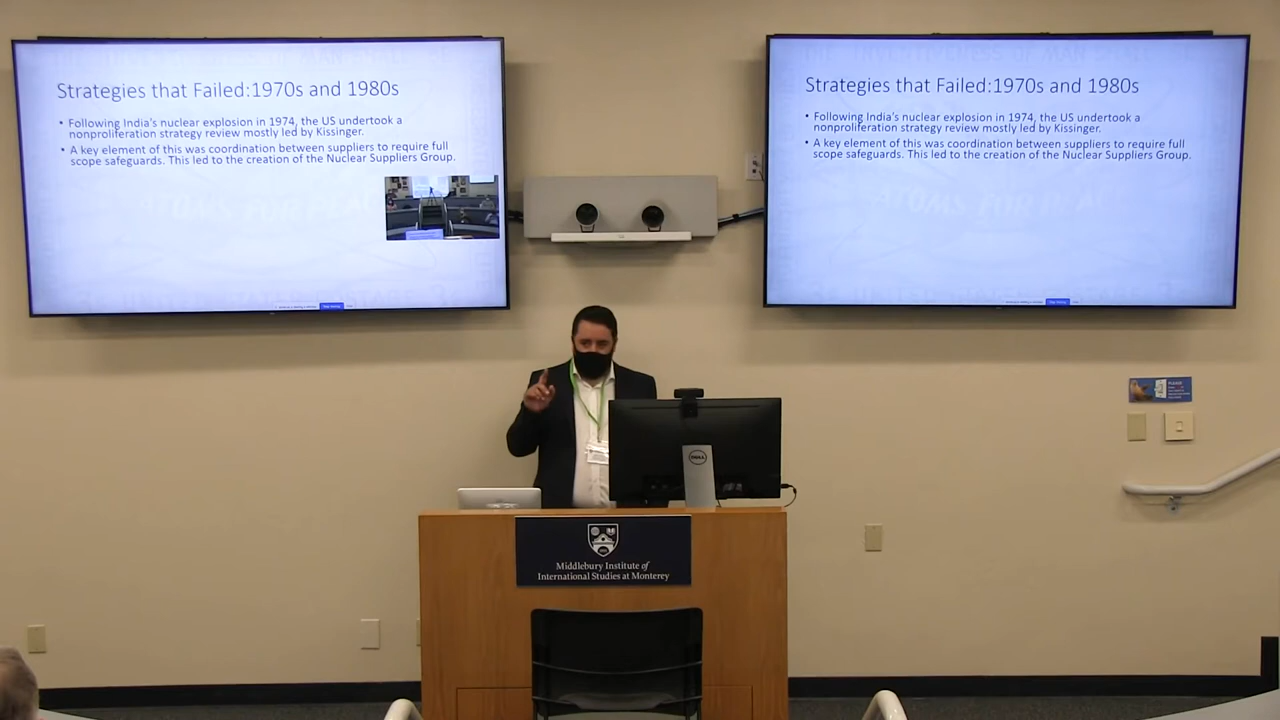 Strategies that Failed:1970s and 1980s
• Following India's nuclear explosion in 1974, the US undertook a
nonproliferation strategy review mostly led by Kissinger.
• A key element of this was coordination between suppliers to require full
scope safeguards. This led to the creation of the Nuclear Suppliers Group.
Strategies that Failed:1970s and 1980s
• Following India's nuclear explosion in 1974, the US undertook a
nonproliferation strategy review mostly led by Kissinger.
• A key element of this was coordination between suppliers to require full
scope safeguards. This led to the creation of the Nuclear Suppliers Group.
ATOMS FOR PEACE
PLEASE
DELL
Middlebury Institute of
International Studies at Monterey